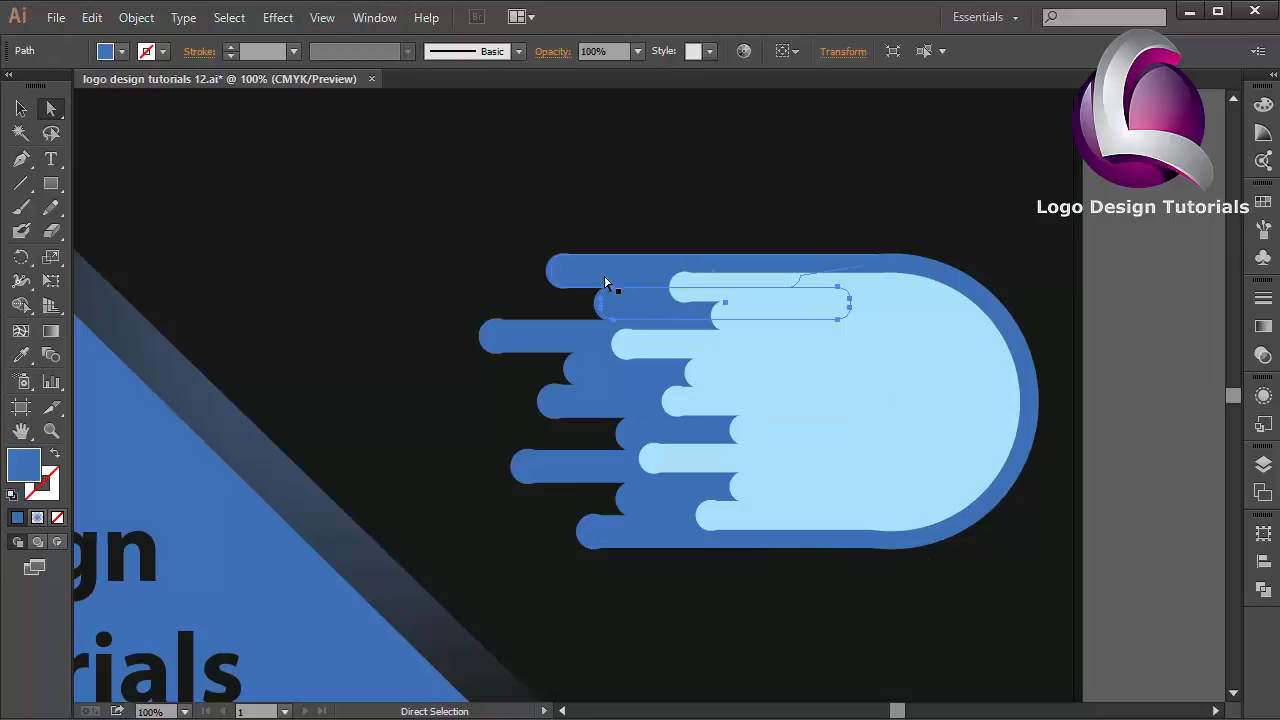 Ai File Edit Object Type Select Effect View Window Help Br Essentials
Path Stroke: Basic Opacity: 100% Style: Transform
logo design tutorials 12.ai* @ 100% (CMYK/Preview) ×
Logo Design Tutorials
gn
rials
100% 1 Direct Selection